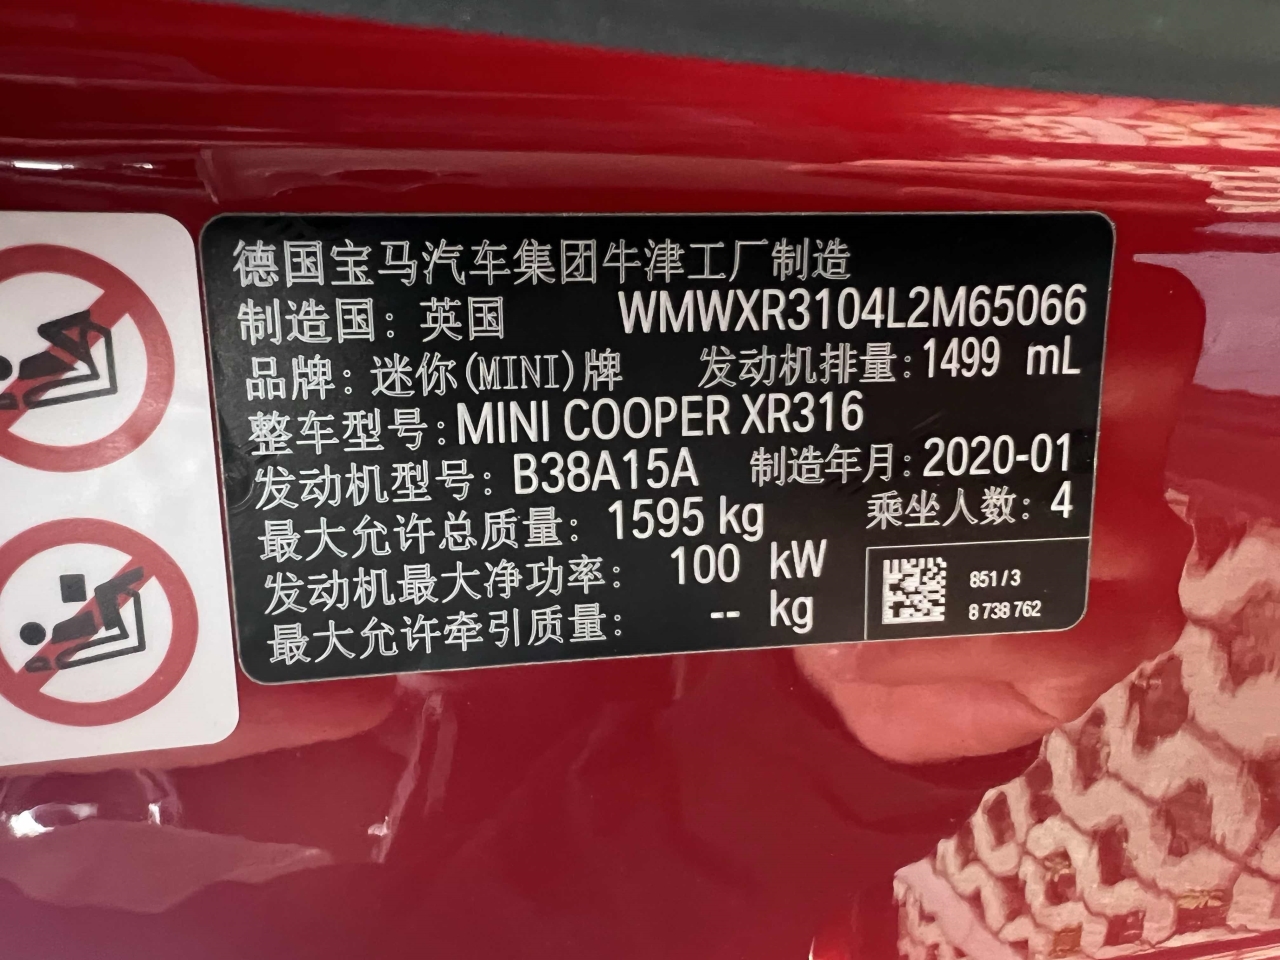 德国宝马汽车集团牛津工厂制造
制造国：英国 WMWXR3104L2M65066
品牌：迷你(MINI)牌 发动机排量：1499 mL
整车型号：MINI COOPER XR316
发动机型号：B38A15A 制造年月：2020-01
最大允许总质量：1595 kg 乘坐人数：4
发动机最大净功率：100 kW
最大允许牵引质量：-- kg
851/3
8 738 762